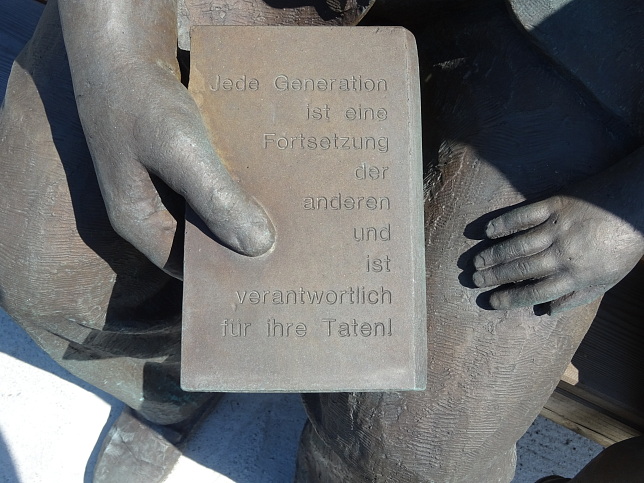 Jede Generation
ist eine
Fortsetzung
der
anderen
und
ist
verantwortlich
für ihre Taten!